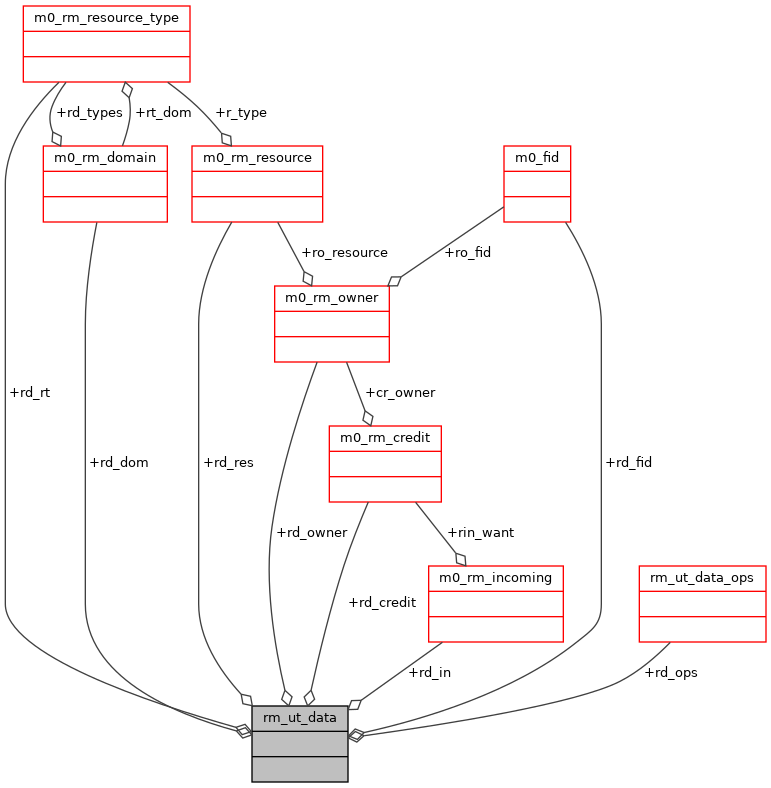 m0_rm_resource_type
+rd_types
+rt_dom
+r_type
m0_rm_domain
m0_rm_resource
m0_fid
+ro_resource
+ro_fid
m0_rm_owner
+rd_rt
+cr_owner
m0_rm_credit
+rd_dom
+rd_res
+rd_fid
+rd_owner
+rin_want
m0_rm_incoming
rm_ut_data_ops
+rd_credit
+rd_in
+rd_ops
rm_ut_data